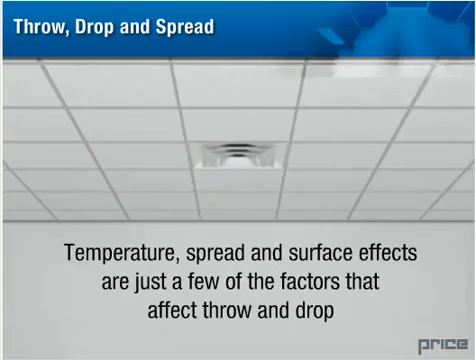 Throw, Drop and Spread
Temperature, spread and surface effects
are just a few of the factors that
affect throw and drop
price